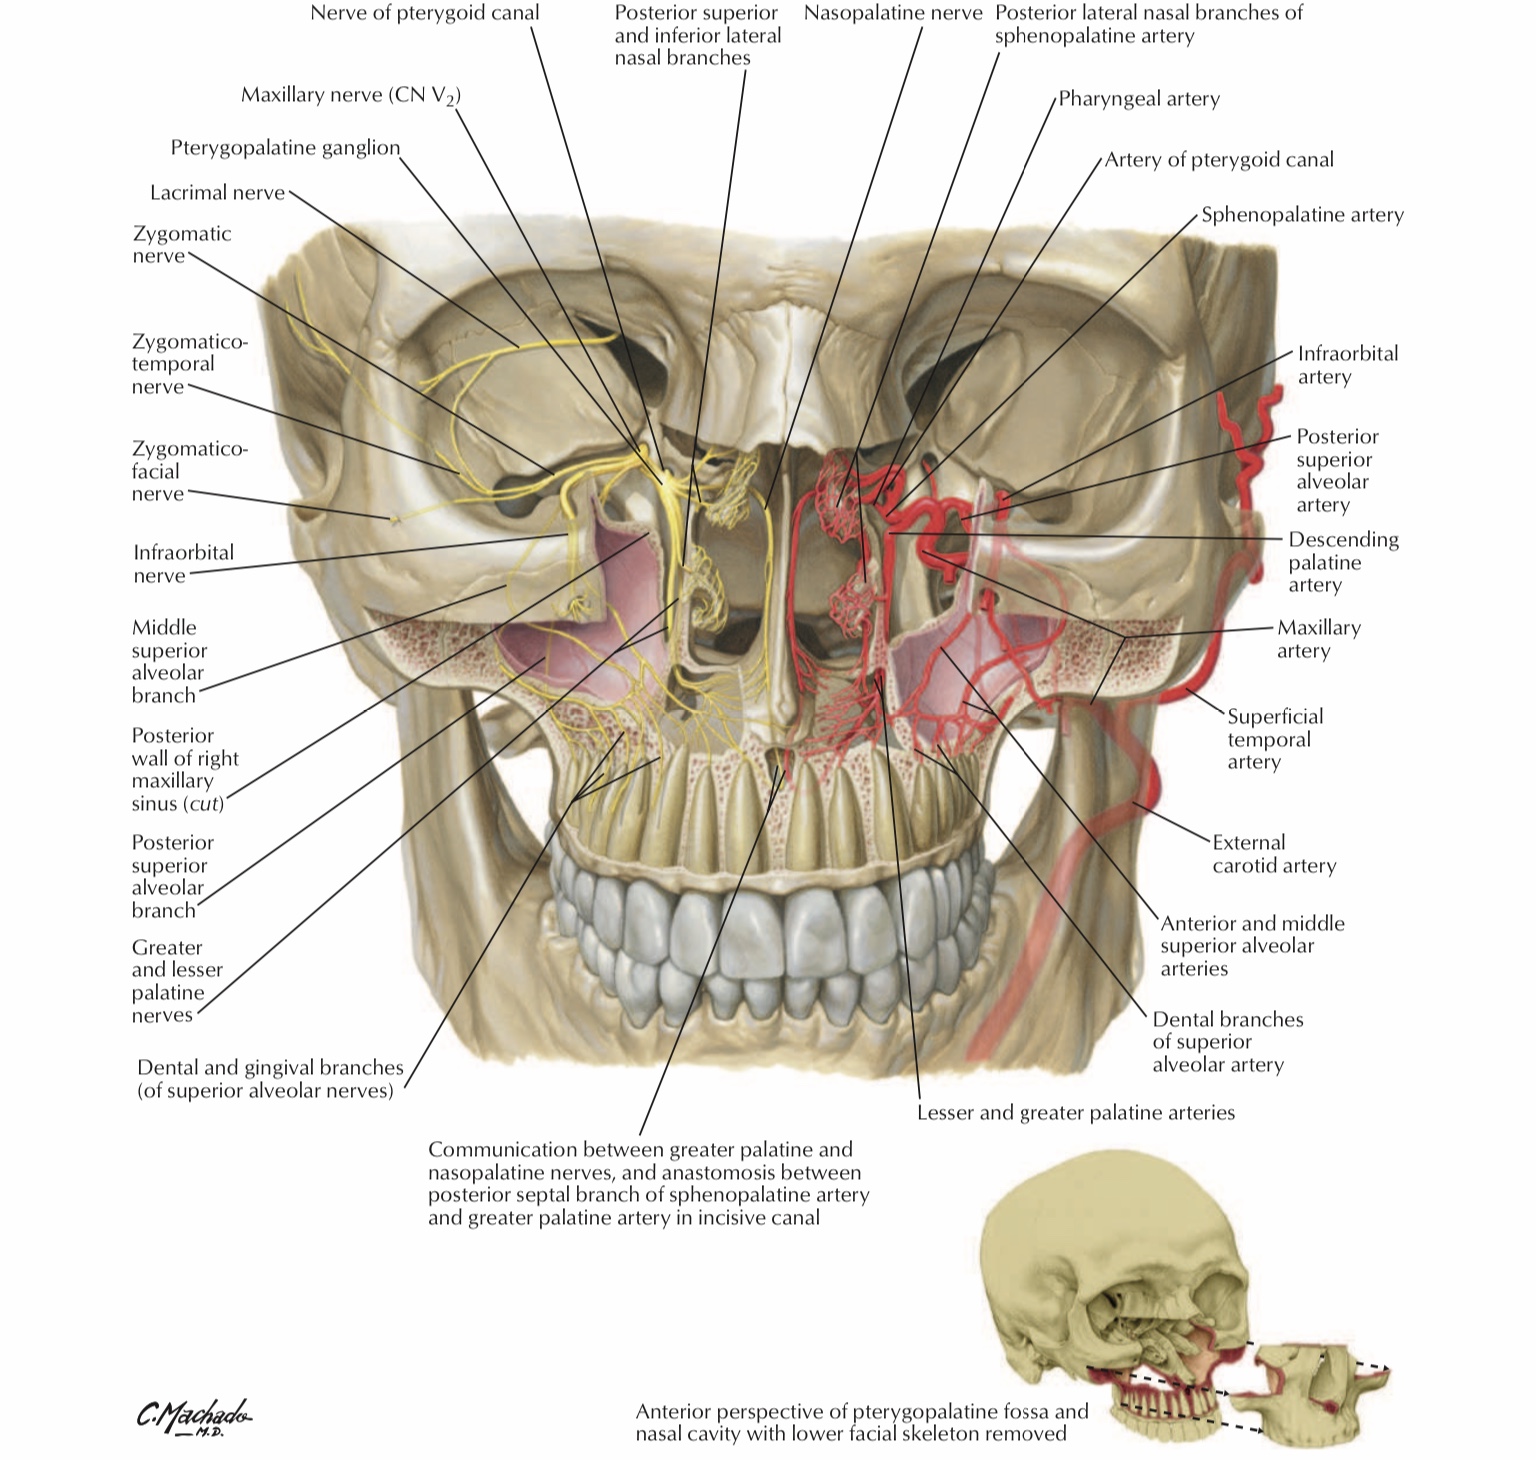 Nerve of pterygoid canal
Posterior superior
and inferior lateral
nasal branches
Nasopalatine nerve
Posterior lateral nasal branches of
sphenopalatine artery
Maxillary nerve (CN V2)
Pharyngeal artery
Pterygopalatine ganglion
Artery of pterygoid canal
Lacrimal nerve
Sphenopalatine artery
Zygomatic
nerve
Zygomatico-
temporal
nerve
Infraorbital
artery
Zygomatico-
facial
nerve
Posterior
superior
alveolar
artery
Infraorbital
nerve
Descending
palatine
artery
Middle
superior
alveolar
branch
Maxillary
artery
Posterior
wall of right
maxillary
sinus (cut)
Superficial
temporal
artery
Posterior
superior
alveolar
branch
External
carotid artery
Greater
and lesser
palatine
nerves
Anterior and middle
superior alveolar
arteries
Dental branches
of superior
alveolar artery
Dental and gingival branches
(of superior alveolar nerves)
Lesser and greater palatine arteries
Communication between greater palatine and
nasopalatine nerves, and anastomosis between
posterior septal branch of sphenopalatine artery
and greater palatine artery in incisive canal
C.Machado
M.D.
Anterior perspective of pterygopalatine fossa and
nasal cavity with lower facial skeleton removed